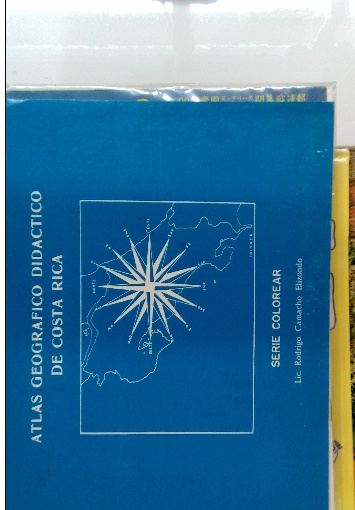 ATLAS GEOGRAFICO DIDACTICO
DE COSTA RICA
SERIE COLOREAR
Lic. Rodrigo Camacho Elizondo